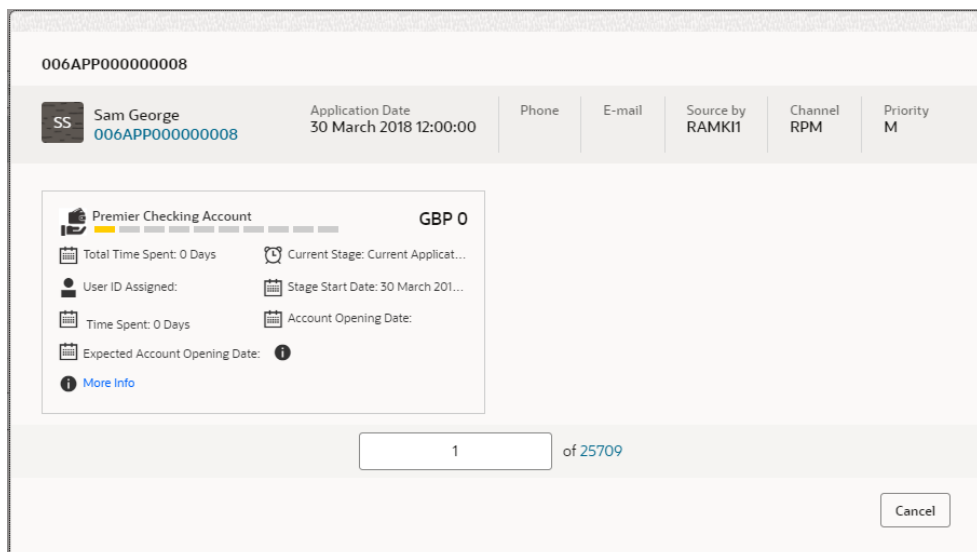 006APP000000008
SS
Sam George
006APP000000008
Application Date
30 March 2018 12:00:00
Phone
E-mail
Source by
RAMKI1
Channel
RPM
Priority
M
Premier Checking Account
GBP 0
Total Time Spent: 0 Days
Current Stage: Current Applicat...
User ID Assigned:
Stage Start Date: 30 March 201...
Time Spent: 0 Days
Account Opening Date:
Expected Account Opening Date:
More Info
1 of 25709
Cancel